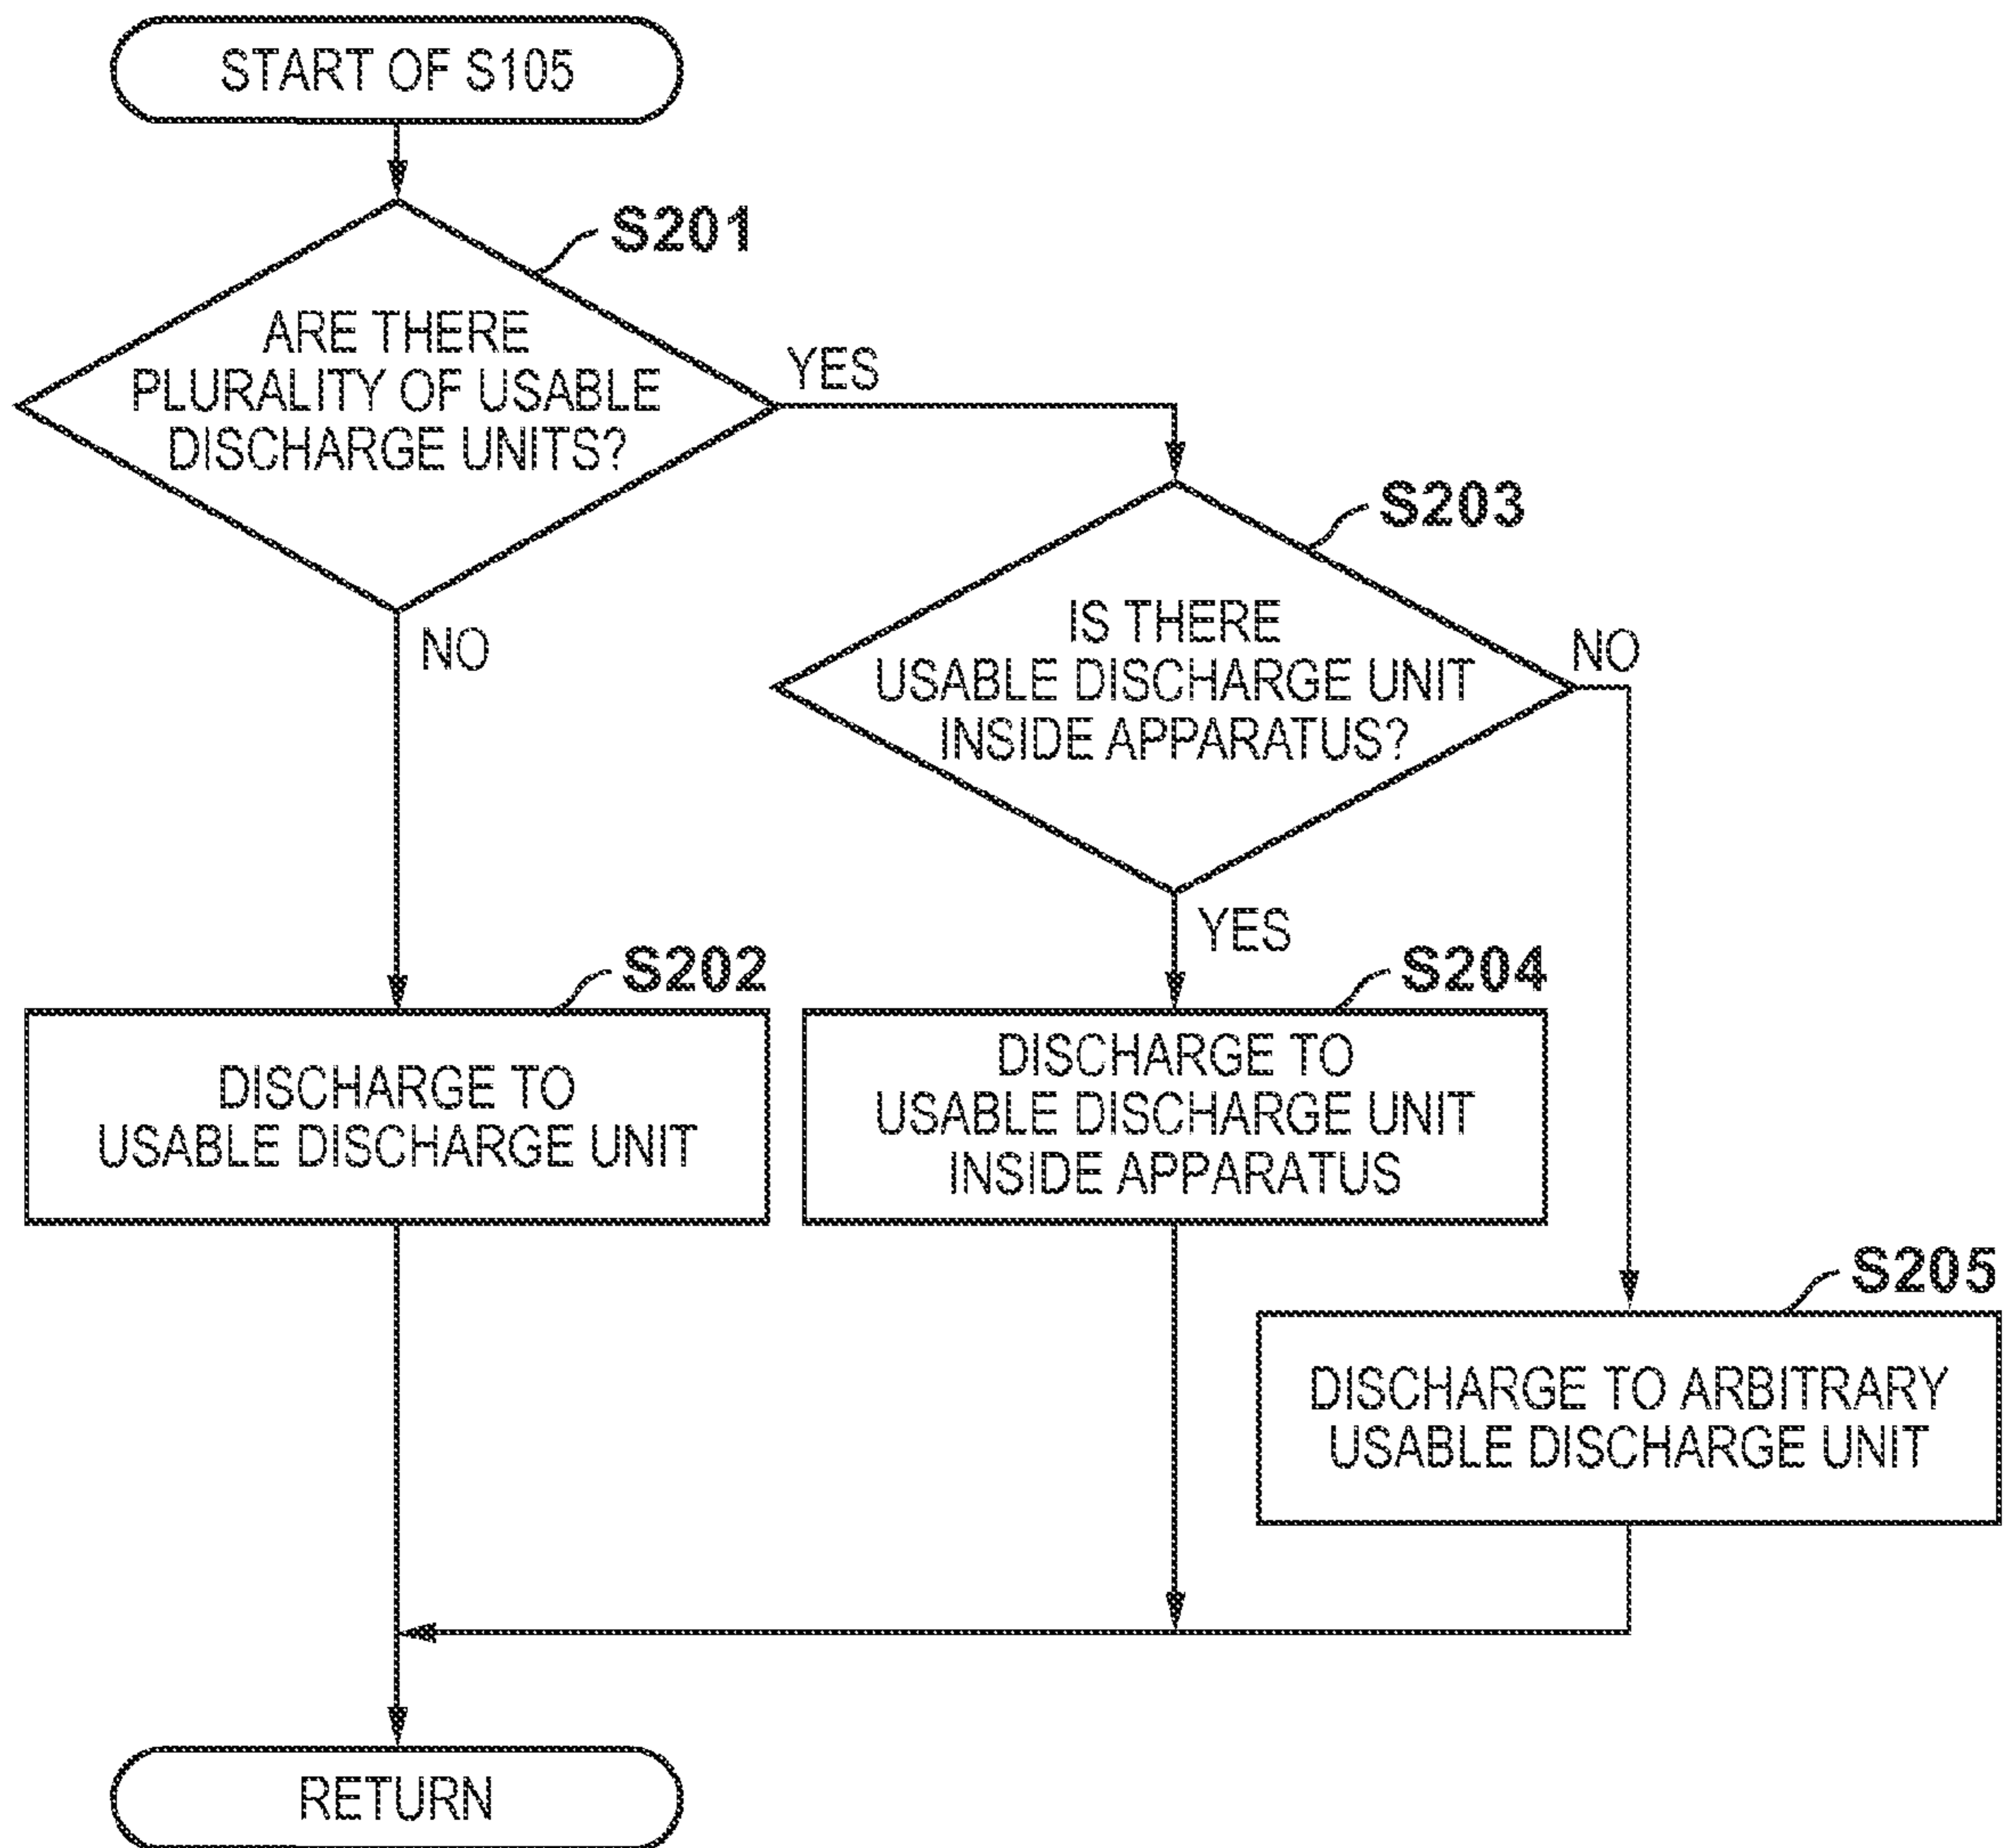 START OF S105
S201
ARE THERE
PLURALITY OF USABLE
DISCHARGE UNITS?
YES
NO
S203
IS THERE
USABLE DISCHARGE UNIT
INSIDE APPARATUS?
NO
YES
S202
DISCHARGE TO
USABLE DISCHARGE UNIT
S204
DISCHARGE TO
USABLE DISCHARGE UNIT
INSIDE APPARATUS
S205
DISCHARGE TO ARBITRARY
USABLE DISCHARGE UNIT
RETURN